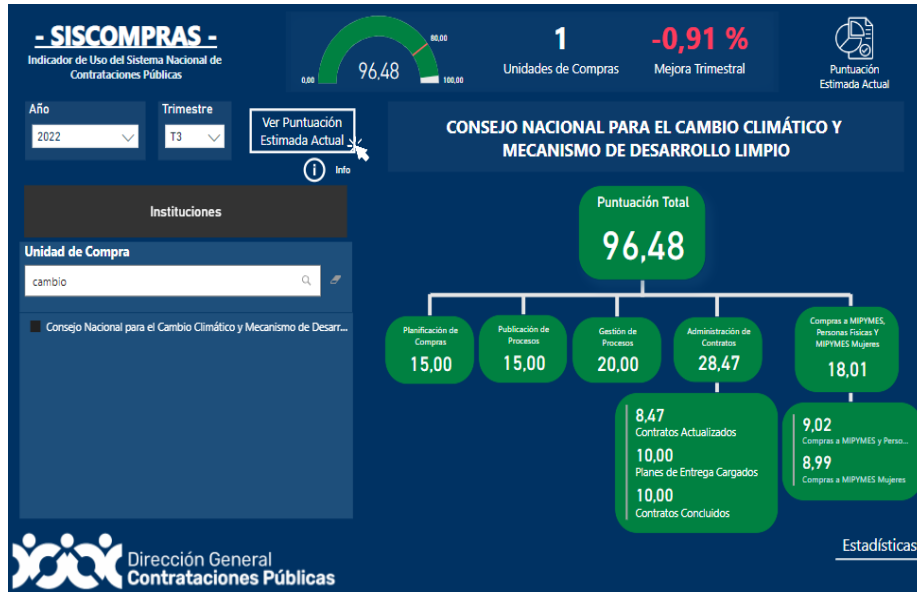 - SISCOMPRAS -
Indicador de Uso del Sistema Nacional de
Contrataciones Públicas
0,00
96,48
80,00
100,00
1
Unidades de Compras
-0,91 %
Mejora Trimestral
Puntuación
Estimada Actual
Año
2022
Trimestre
T3
Ver Puntuación
Estimada Actual
i Info
CONSEJO NACIONAL PARA EL CAMBIO CLIMÁTICO Y
MECANISMO DE DESARROLLO LIMPIO
Instituciones
Unidad de Compra
cambio
Consejo Nacional para el Cambio Climático y Mecanismo de Desarr...
Puntuación Total
96,48
Planificación de
Compras
15,00
Publicación de
Procesos
15,00
Gestión de
Procesos
20,00
Administración de
Contratos
28,47
Compras a MIPYMES,
Personas Fisicas Y
MIPYMES Mujeres
18,01
8,47
Contratos Actualizados
10,00
Planes de Entrega Cargados
10,00
Contratos Concluidos
9,02
Compras a MIPYMES y Perso...
8,99
Compras a MIPYMES Mujeres
Dirección General
Contrataciones Públicas
Estadísticas